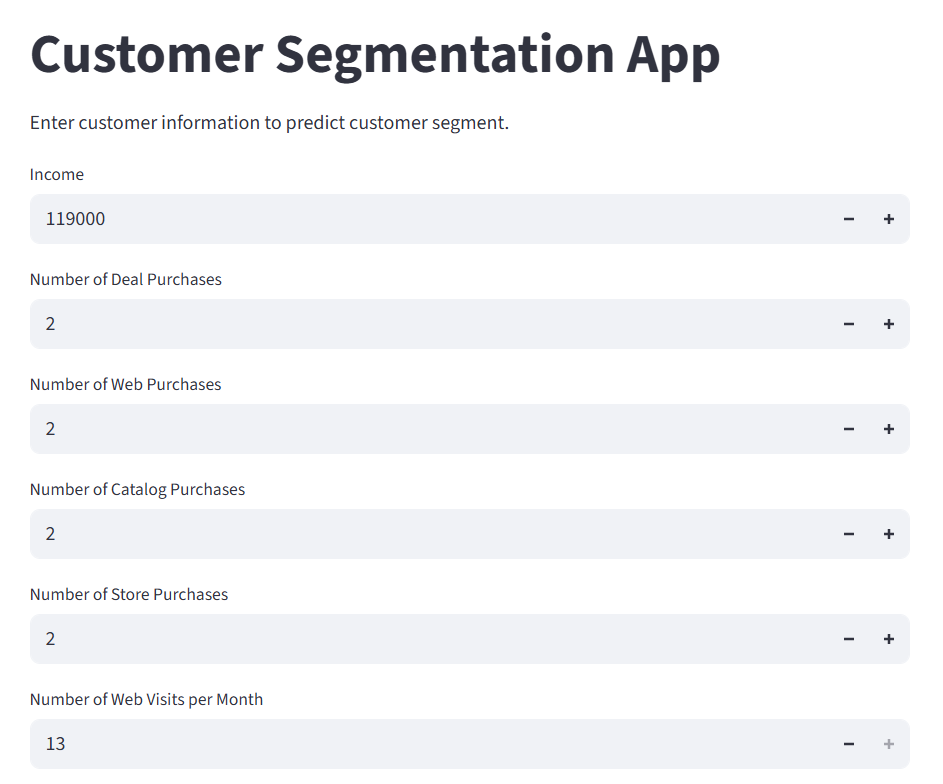 Customer Segmentation App
Enter customer information to predict customer segment.
Income
119000
Number of Deal Purchases
2
Number of Web Purchases
2
Number of Catalog Purchases
2
Number of Store Purchases
2
Number of Web Visits per Month
13